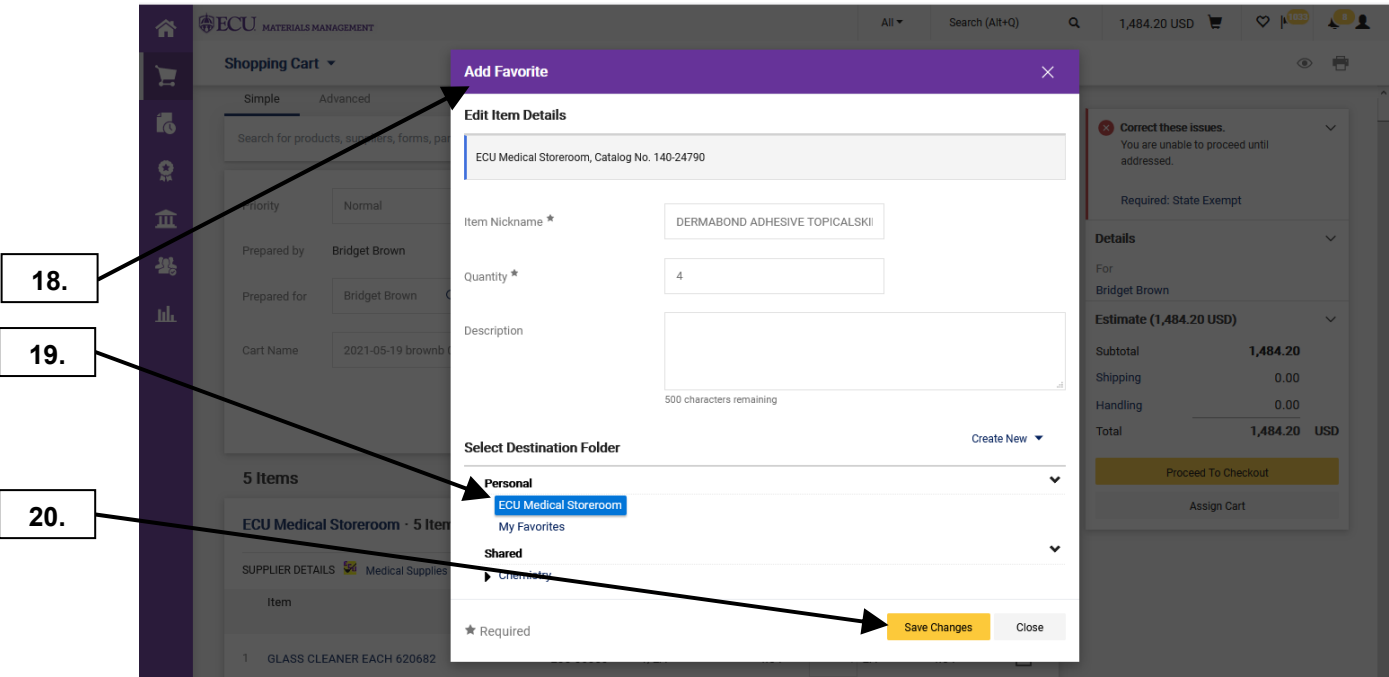 ECU MATERIALS MANAGEMENT
All
Search (Alt+Q)
1,484.20 USD
Shopping Cart
Simple
Advanced
Search for products, suppliers, forms, par
Priority
Normal
Prepared by
Bridget Brown
Prepared for
Bridget Brown
Cart Name
2021-05-19 brownb
5 Items
ECU Medical Storeroom - 5 Item
SUPPLIER DETAILS
Medical Supplies
Item
1 GLASS CLEANER EACH 620682
18.
19.
20.
Add Favorite
Edit Item Details
ECU Medical Storeroom, Catalog No. 140-24790
Item Nickname ★
DERMABOND ADHESIVE TOPICALSKI
Quantity ★
4
Description
500 characters remaining
Select Destination Folder
Create New
Personal
ECU Medical Storeroom
My Favorites
Shared
Chemistry
★ Required
Save Changes
Close
Correct these issues.
You are unable to proceed until
addressed.
Required: State Exempt
Details
For
Bridget Brown
Estimate (1,484.20 USD)
Subtotal 1,484.20
Shipping 0.00
Handling 0.00
Total 1,484.20 USD
Proceed To Checkout
Assign Cart